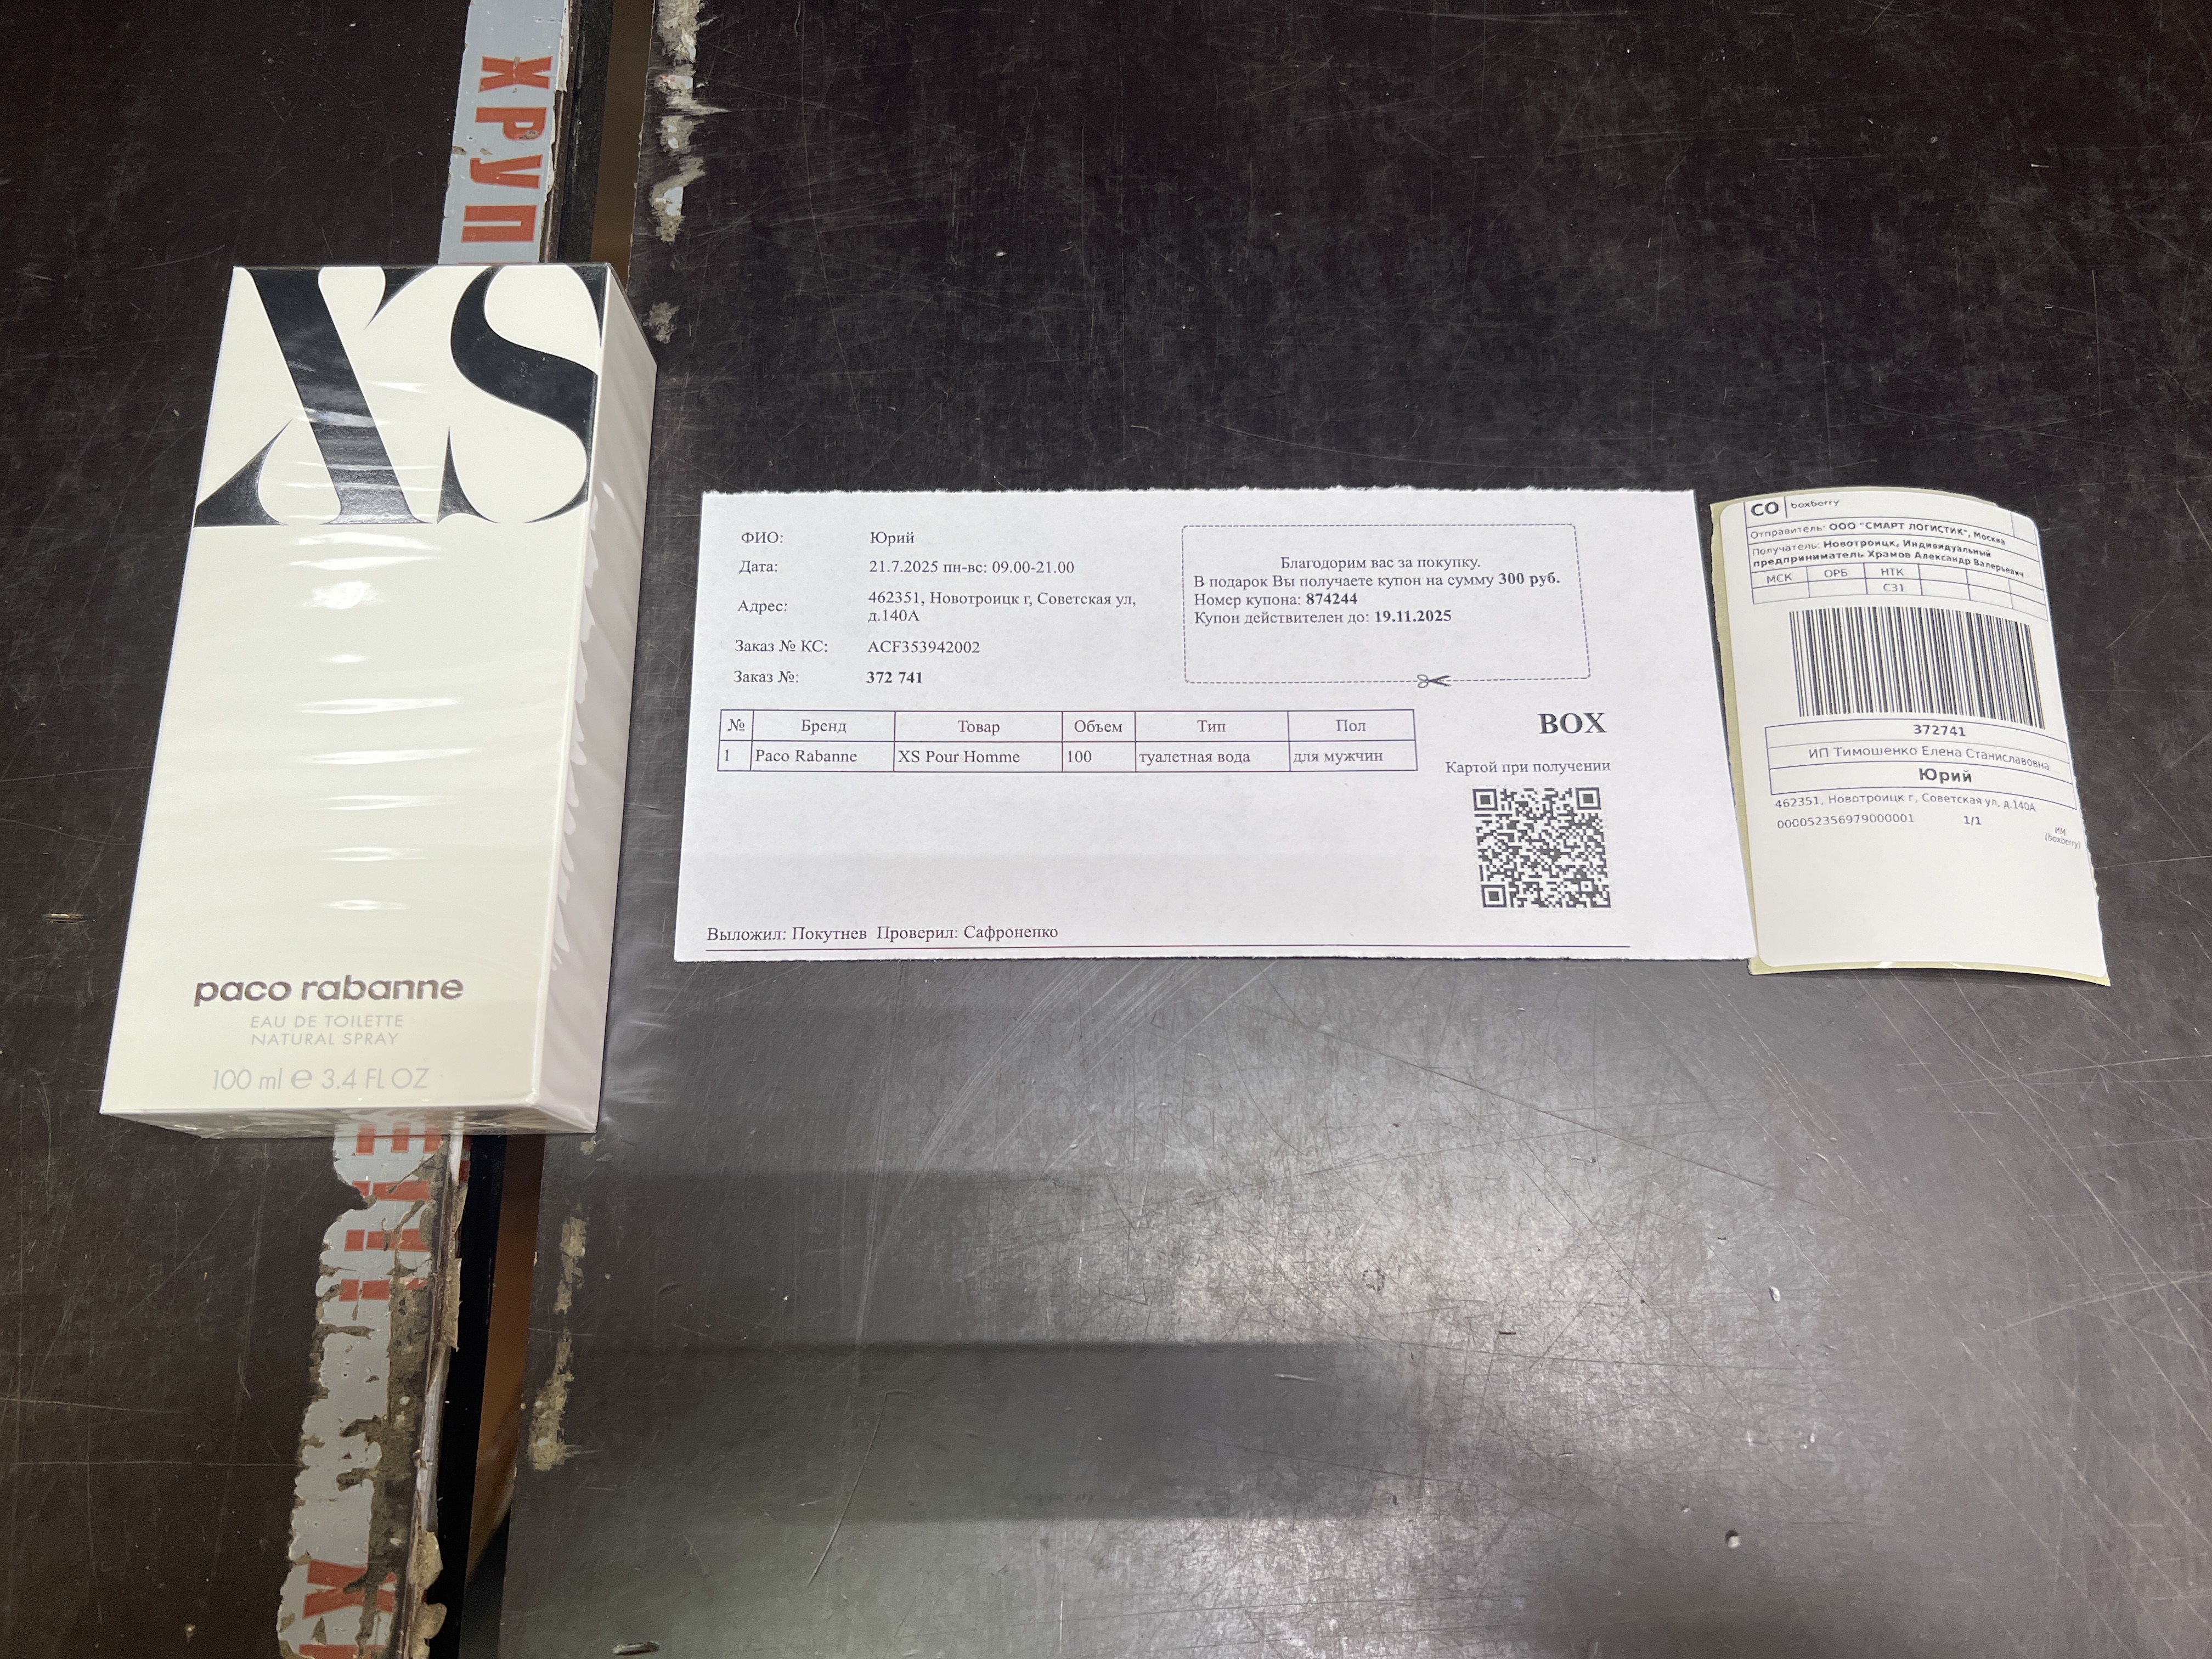 ХРУП
XS
paco rabanne
EAU DE TOILETTE
NATURAL SPRAY
100 ml e 3.4 FL OZ
ФИО: Юрий
Дата: 21.7.2025 пн-вс: 09.00-21.00
Адрес: 462351, Новотроицк г, Советская ул,
д.140А
Заказ № КС: ACF353942002
Заказ №: 372 741
Благодорим вас за покупку.
В подарок Вы получаете купон на сумму 300 руб.
Номер купона: 874244
Купон действителен до: 19.11.2025
№ Бренд Товар Объем Тип Пол
1 Paco Rabanne XS Pour Homme 100 туалетная вода для мужчин
BOX
Картой при получении
Выложил: Покутнев Проверил: Сафроненко
CO boxberry
Отправитель: ООО "СМАРТ ЛОГИСТИК", Москва
Получатель: Новотроицк, Индивидуальный
предприниматель Храмов Александр Валерьевич
МСК ОРБ НТК
С31
372741
ИП Тимошенко Елена Станиславовна
Юрий
462351, Новотроицк г, Советская ул, д.140А
000052356979000001 1/1
ИМ
(boxberry)